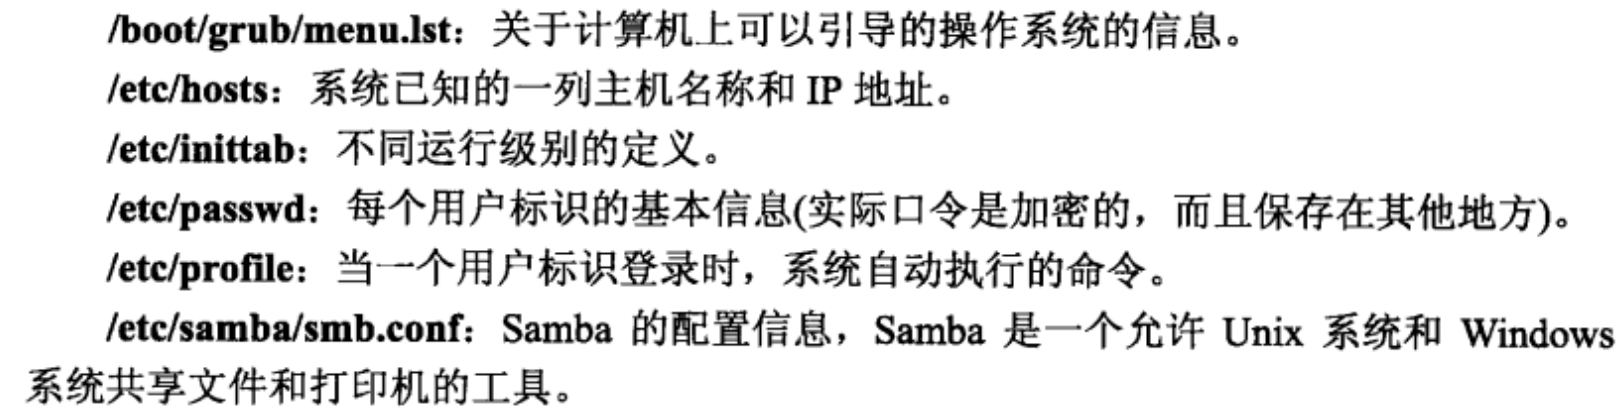 /boot/grub/menu.lst：关于计算机上可以引导的操作系统的信息。
/etc/hosts：系统已知的一列主机名称和 IP 地址。
/etc/inittab：不同运行级别的定义。
/etc/passwd：每个用户标识的基本信息(实际口令是加密的，而且保存在其他地方)。
/etc/profile：当一个用户标识登录时，系统自动执行的命令。
/etc/samba/smb.conf：Samba 的配置信息，Samba 是一个允许 Unix 系统和 Windows
系统共享文件和打印机的工具。